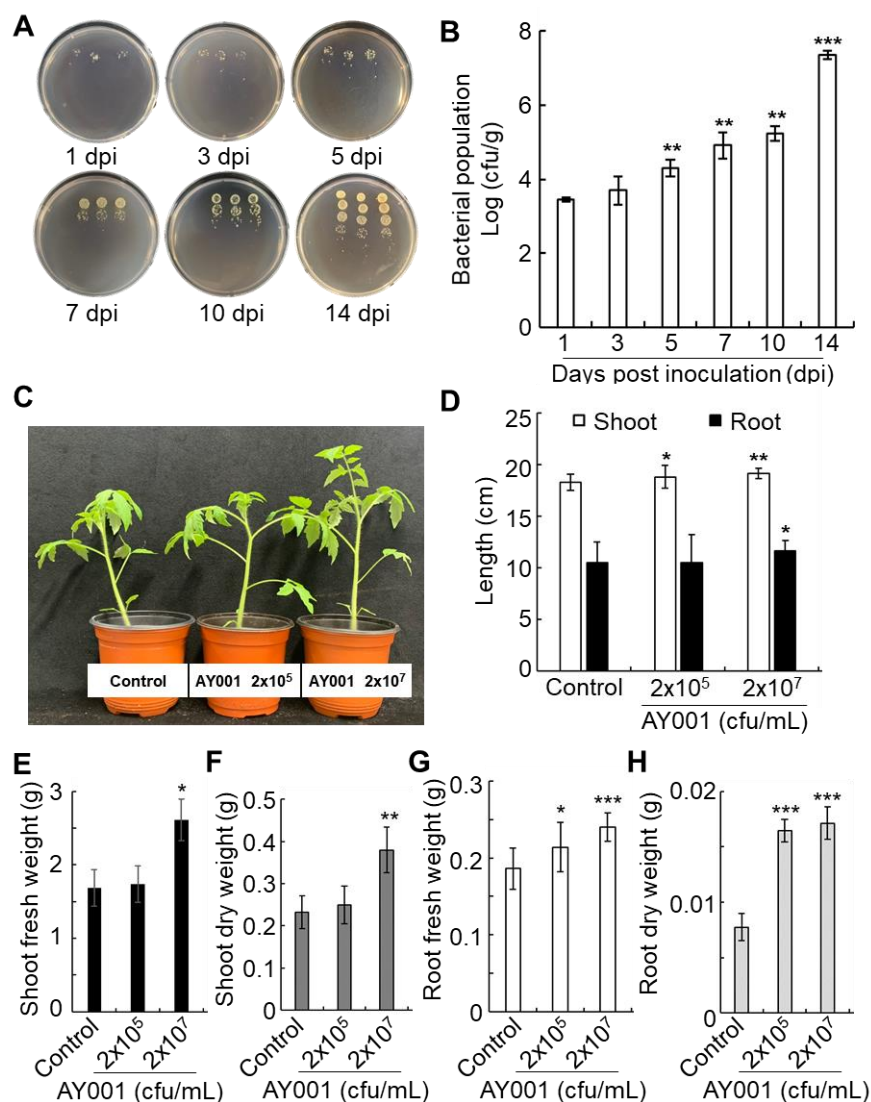 A
1 dpi
3 dpi
5 dpi
7 dpi
10 dpi
14 dpi
B
Bacterial population
Log (cfu/g)
8
6
4
2
0
**
**
**
***
1 3 5 7 10 14
Days post inoculation (dpi)
C
Control
AY001 2x10⁵
AY001 2x10⁷
D
Length (cm)
25
20
15
10
5
0
Shoot
Root
*
**
*
Control
2x10⁵
2x10⁷
AY001 (cfu/mL)
E
Shoot fresh weight (g)
3
2
1
0
*
Control
2x10⁵
2x10⁷
AY001 (cfu/mL)
F
Shoot dry weight (g)
0.5
0.4
0.3
0.2
0.1
0
**
Control
2x10⁵
2x10⁷
AY001 (cfu/mL)
G
Root fresh weight (g)
0.3
0.2
0.1
0
*
***
Control
2x10⁵
2x10⁷
AY001 (cfu/mL)
H
Root dry weight (g)
0.02
0.01
0.00
***
***
Control
2x10⁵
2x10⁷
AY001 (cfu/mL)